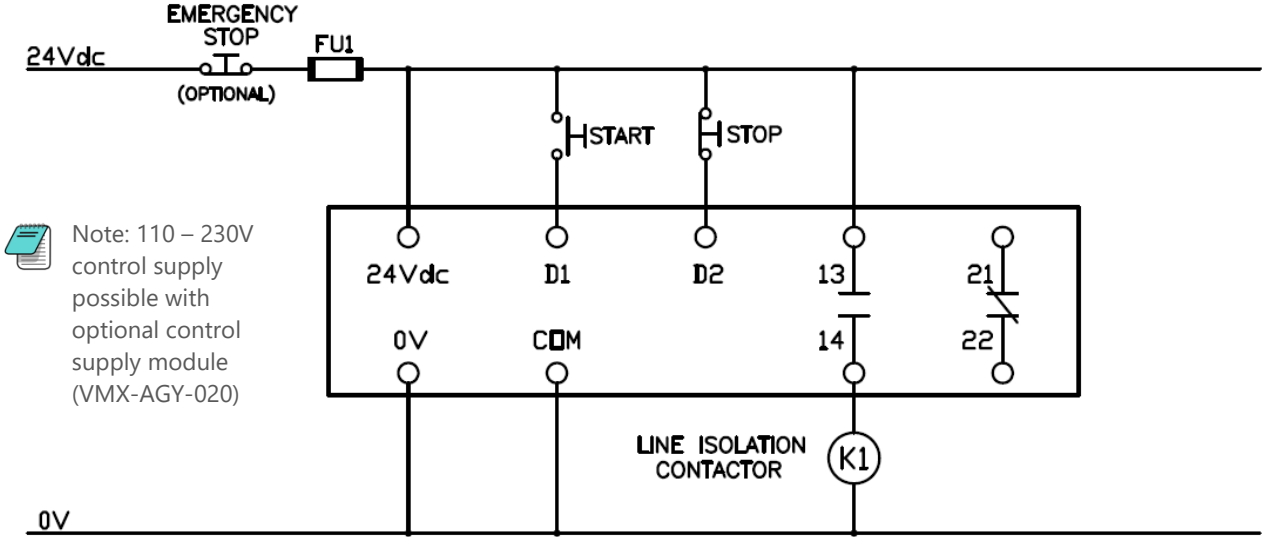 EMERGENCY
STOP
24Vdc
FU1
(OPTIONAL)
START
STOP
Note: 110 – 230V
control supply
possible with
optional control
supply module
(VMX-AGY-020)
24Vdc
D1
D2
13
21
0V
COM
14
22
LINE ISOLATION
CONTACTOR
K1
0V